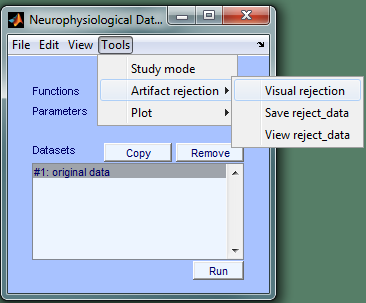 Neurophysiological Dat...
File Edit View Tools
Study mode
Functions
Artifact rejection
Visual rejection
Parameters
Plot
Save reject_data
View reject_data
Datasets
Copy
Remove
#1: original data
Run